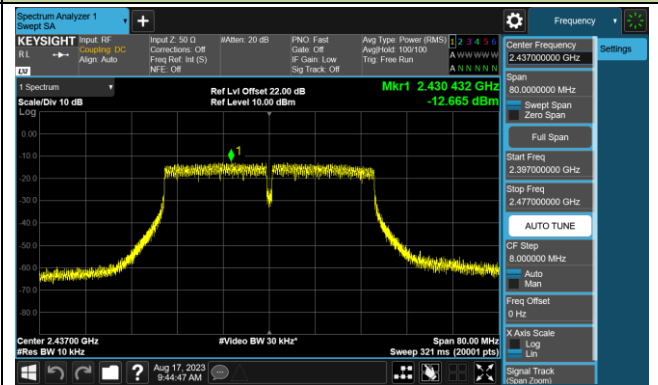 Spectrum Analyzer 1
Swept SA
Frequency
KEYSIGHT
RL
Input: RF
Coupling: DC
Align: Auto
Input Z: 50 Ω
Corrections: Off
Freq Ref: Int (S)
NFE: Off
#Atten: 20 dB
PNO: Fast
Gate: Off
IF Gain: Low
Sig Track: Off
Avg Type: Power (RMS)
Avg|Hold: 100/100
Trig: Free Run
1 2 3 4 5 6
A W W W W W
A N N N N N
LXI
1 Spectrum
Scale/Div 10 dB
Log
Ref Lvl Offset 22.00 dB
Ref Level 10.00 dBm
Mkr1 2.430 432 GHz
-12.665 dBm
0.00
-10.0
-20.0
-30.0
-40.0
-50.0
-60.0
-70.0
-80.0
1
Center 2.43700 GHz
#Res BW 10 kHz
#Video BW 30 kHz*
Span 80.00 MHz
Sweep 321 ms (20001 pts)
Aug 17, 2023
9:44:47 AM
Center Frequency
2.437000000 GHz
Settings
Span
80.0000000 MHz
Swept Span
Zero Span
Full Span
Start Freq
2.397000000 GHz
Stop Freq
2.477000000 GHz
AUTO TUNE
CF Step
8.000000 MHz
Auto
Man
Freq Offset
0 Hz
X Axis Scale
Log
Lin
Signal Track
(Span Zoom)